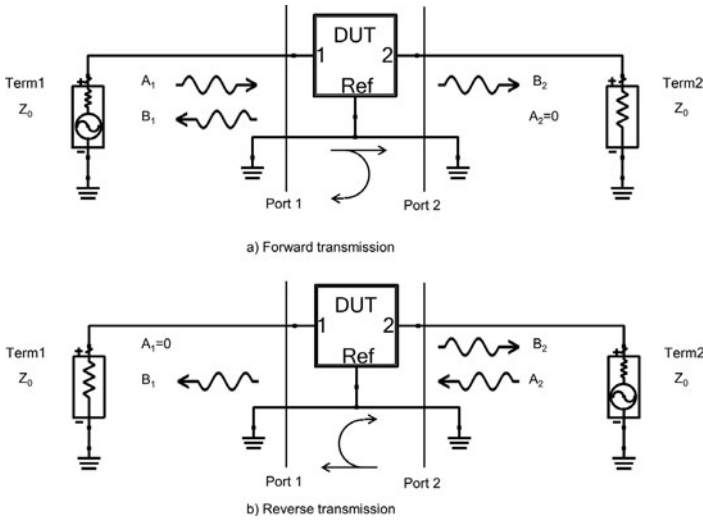 DUT
1 2
Ref
Term1
Z0
+
-
A1
B1
B2
A2=0
+
-
Term2
Z0
Port 1
Port 2
a) Forward transmission
DUT
1 2
Ref
Term1
Z0
+
-
A1=0
B1
B2
A2
+
-
Term2
Z0
Port 1
Port 2
b) Reverse transmission